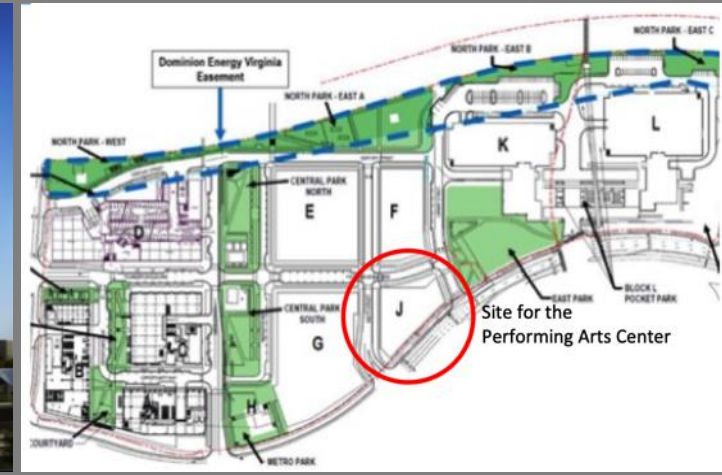 NORTH PARK - EAST C
NORTH PARK - EAST B
Dominion Energy Virginia
Easement
NORTH PARK - EAST A
NORTH PARK - WEST
L
K
CENTRAL PARK
NORTH
E
F
D
CENTRAL PARK
SOUTH
J
G
EAST PARK
BLOCK L
POCKET PARK
Site for the
Performing Arts Center
H
COURTYARD
METRO PARK